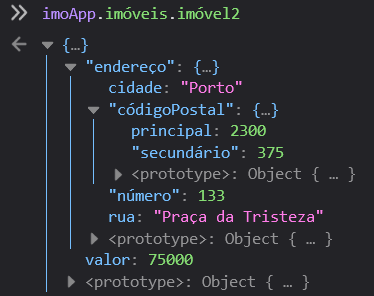 imoApp.imóveis.imóvel2
{…}
"endereço": {…}
cidade: "Porto"
"códigoPostal": {…}
principal: 2300
"secundário": 375
<prototype>: Object { … }
"número": 133
rua: "Praça da Tristeza"
<prototype>: Object { … }
valor: 75000
<prototype>: Object { … }